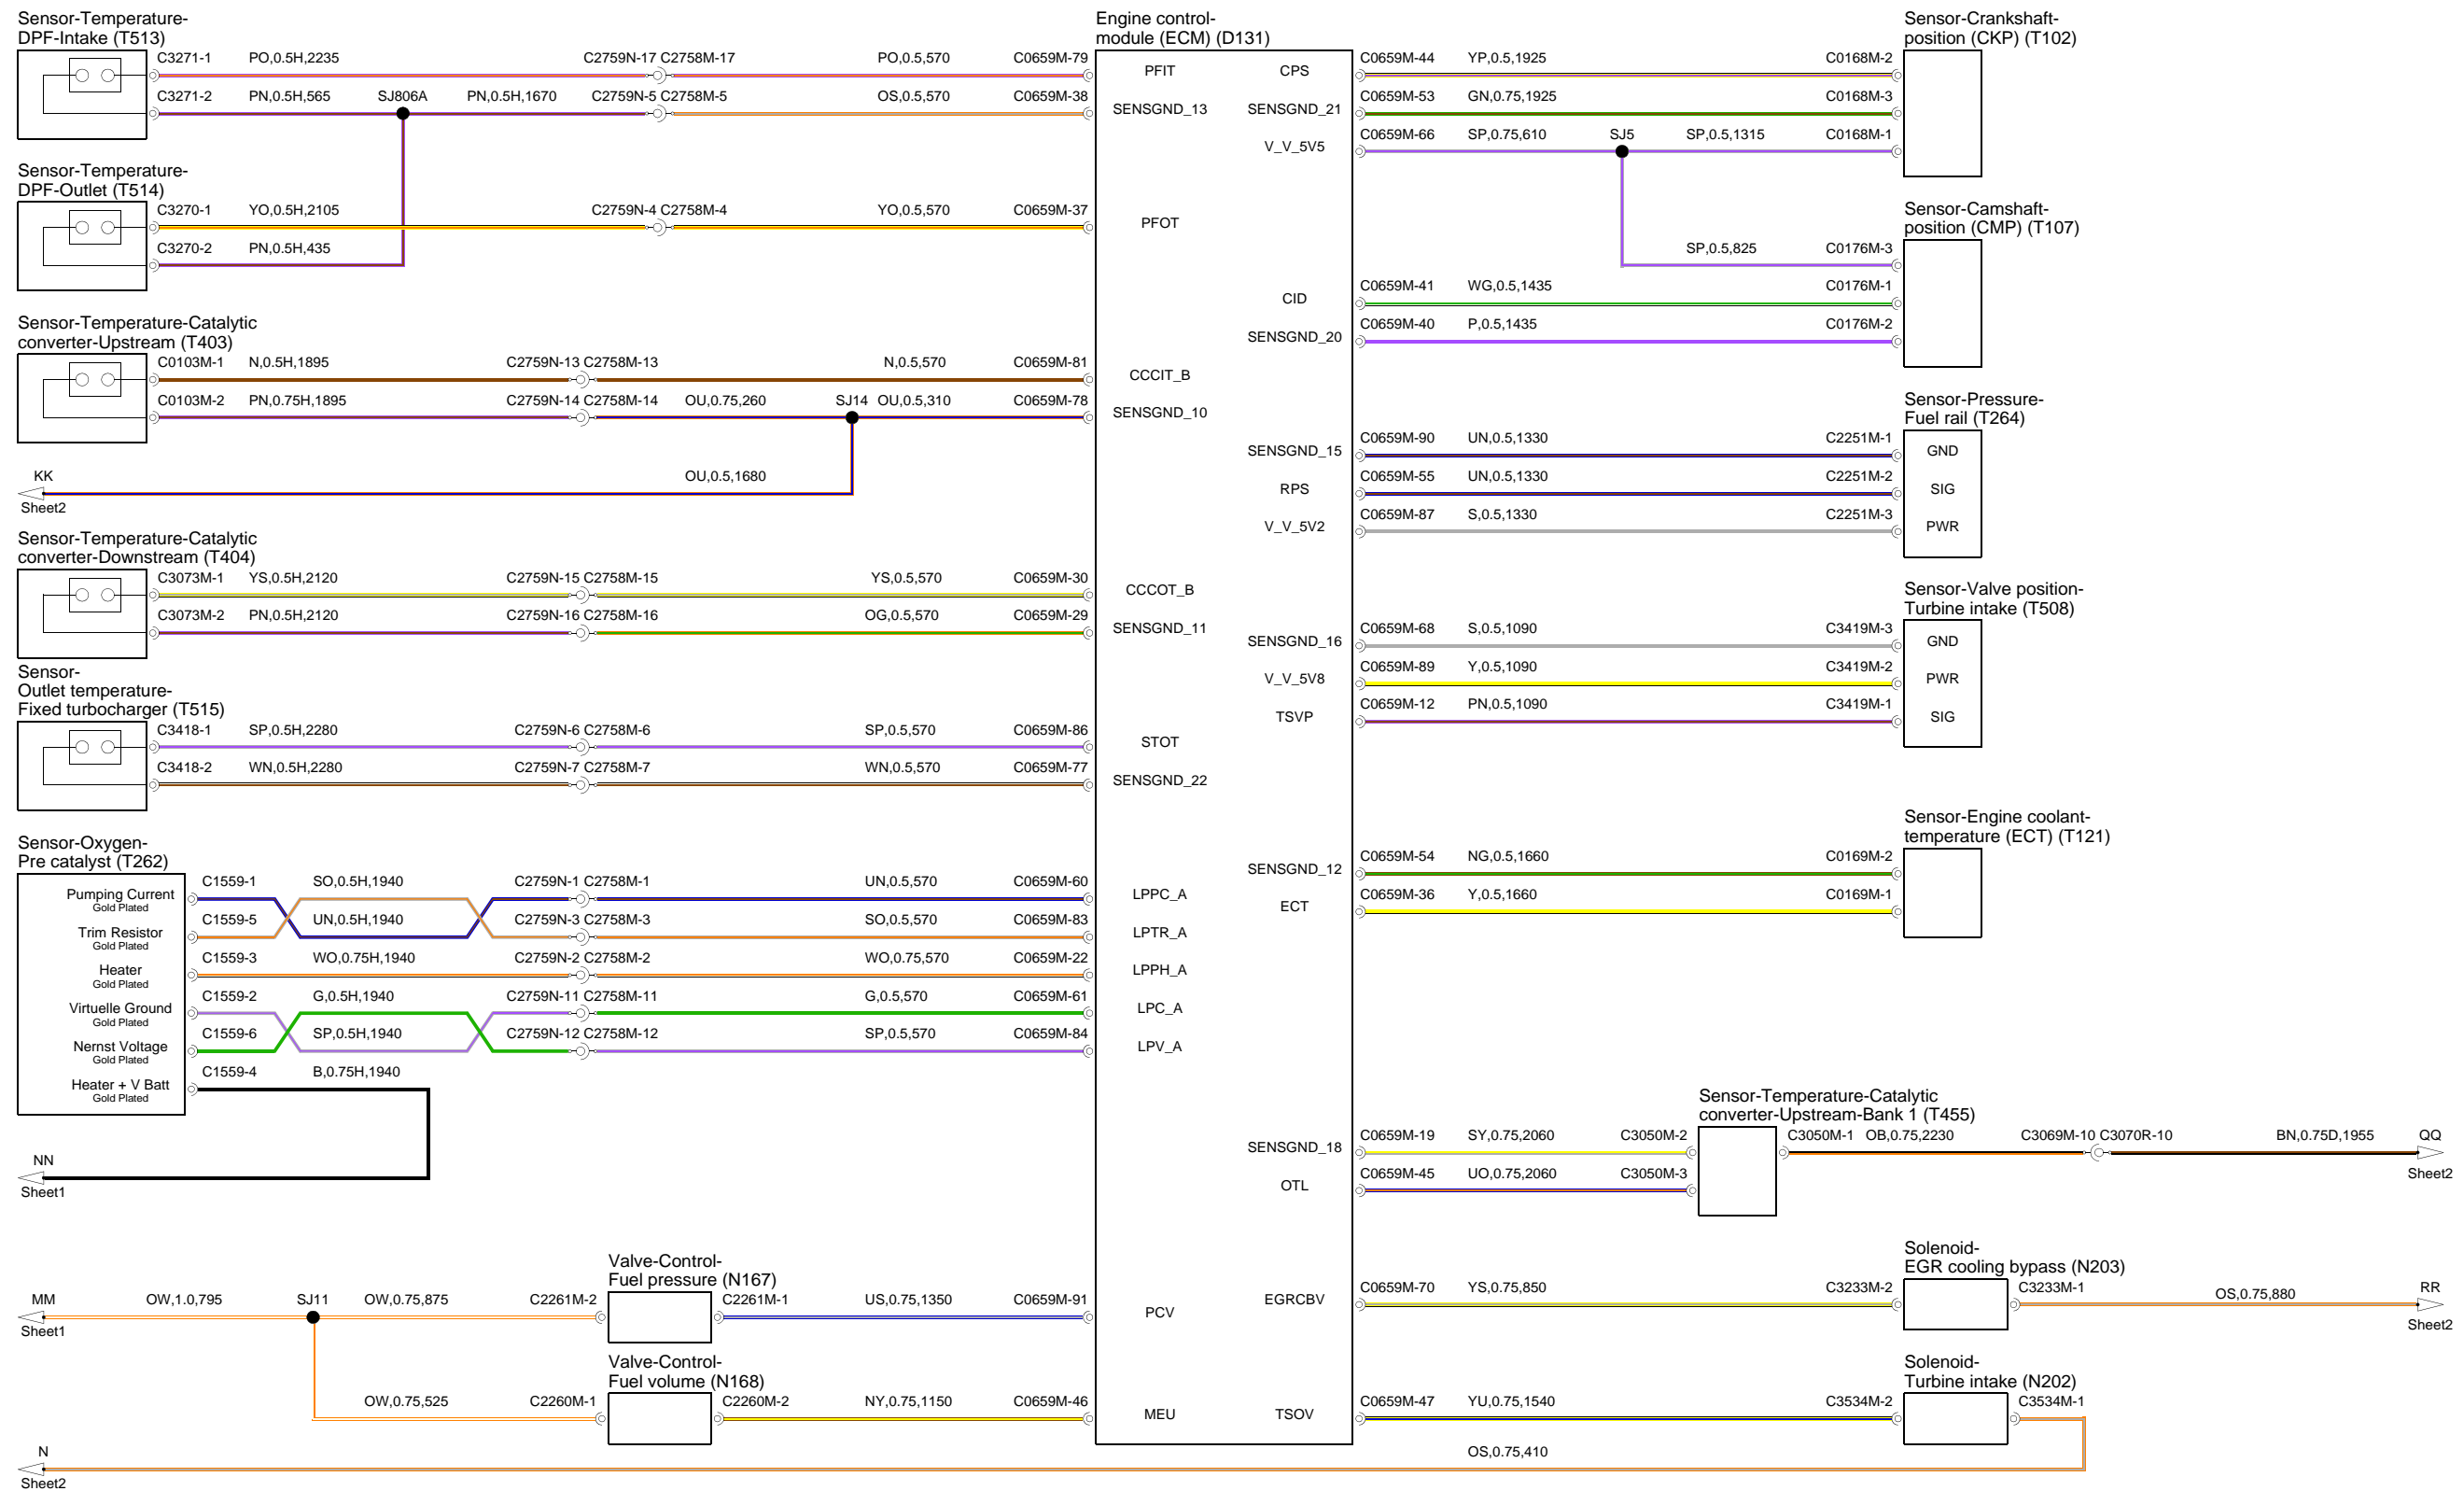 Sensor-Temperature-
DPF-Intake (T513)
C3271-1 PO,0.5H,2235 C2759N-17 C2758M-17 PO,0.5,570 C0659M-79
C3271-2 PN,0.5H,565 SJ806A PN,0.5H,1670 C2759N-5 C2758M-5 OS,0.5,570 C0659M-38
Sensor-Temperature-
DPF-Outlet (T514)
C3270-1 YO,0.5H,2105 C2759N-4 C2758M-4 YO,0.5,570 C0659M-37
C3270-2 PN,0.5H,435
Sensor-Temperature-Catalytic
converter-Upstream (T403)
C0103M-1 N,0.5H,1895 C2759N-13 C2758M-13 N,0.5,570 C0659M-81
C0103M-2 PN,0.75H,1895 C2759N-14 C2758M-14 OU,0.75,260 SJ14 OU,0.5,310 C0659M-78
KK
OU,0.5,1680
Sheet2
Sensor-Temperature-Catalytic
converter-Downstream (T404)
C3073M-1 YS,0.5H,2120 C2759N-15 C2758M-15 YS,0.5,570 C0659M-30
C3073M-2 PN,0.5H,2120 C2759N-16 C2758M-16 OG,0.5,570 C0659M-29
Sensor-
Outlet temperature-
Fixed turbocharger (T515)
C3418-1 SP,0.5H,2280 C2759N-6 C2758M-6 SP,0.5,570 C0659M-86
C3418-2 WN,0.5H,2280 C2759N-7 C2758M-7 WN,0.5,570 C0659M-77
Sensor-Oxygen-
Pre catalyst (T262)
Pumping Current
Gold Plated
C1559-1 SO,0.5H,1940 C2759N-1 C2758M-1 UN,0.5,570 C0659M-60
Trim Resistor
Gold Plated
C1559-5 UN,0.5H,1940 C2759N-3 C2758M-3 SO,0.5,570 C0659M-83
Heater
Gold Plated
C1559-3 WO,0.75H,1940 C2759N-2 C2758M-2 WO,0.75,570 C0659M-22
Virtuelle Ground
Gold Plated
C1559-2 G,0.5H,1940 C2759N-11 C2758M-11 G,0.5,570 C0659M-61
Nernst Voltage
Gold Plated
C1559-6 SP,0.5H,1940 C2759N-12 C2758M-12 SP,0.5,570 C0659M-84
Heater + V Batt
Gold Plated
C1559-4 B,0.75H,1940
NN
Sheet1
Valve-Control-
Fuel pressure (N167)
MM OW,1.0,795 SJ11 OW,0.75,875 C2261M-2 C2261M-1 US,0.75,1350 C0659M-91
Sheet1
Valve-Control-
Fuel volume (N168)
OW,0.75,525 C2260M-1 C2260M-2 NY,0.75,1150 C0659M-46
N
Sheet2
Engine control-
module (ECM) (D131)
PFIT CPS
SENSGND_13 SENSGND_21
V_V_5V5
PFOT
CID
SENSGND_20
CCCIT_B
SENSGND_10
SENSGND_15
RPS
V_V_5V2
CCCOT_B
SENSGND_11
SENSGND_16
V_V_5V8
TSVP
STOT
SENSGND_22
SENSGND_12
LPPC_A
ECT
LPTR_A
LPPH_A
LPC_A
LPV_A
SENSGND_18
OTL
EGRCBV
PCV
MEU TSOV
Sensor-Crankshaft-
position (CKP) (T102)
C0659M-44 YP,0.5,1925 C0168M-2
C0659M-53 GN,0.75,1925 C0168M-3
C0659M-66 SP,0.75,610 SJ5 SP,0.5,1315 C0168M-1
Sensor-Camshaft-
position (CMP) (T107)
SP,0.5,825 C0176M-3
C0659M-41 WG,0.5,1435 C0176M-1
C0659M-40 P,0.5,1435 C0176M-2
Sensor-Pressure-
Fuel rail (T264)
C0659M-90 UN,0.5,1330 C2251M-1 GND
C0659M-55 UN,0.5,1330 C2251M-2 SIG
C0659M-87 S,0.5,1330 C2251M-3 PWR
Sensor-Valve position-
Turbine intake (T508)
C0659M-68 S,0.5,1090 C3419M-3 GND
C0659M-89 Y,0.5,1090 C3419M-2 PWR
C0659M-12 PN,0.5,1090 C3419M-1 SIG
Sensor-Engine coolant-
temperature (ECT) (T121)
C0659M-54 NG,0.5,1660 C0169M-2
C0659M-36 Y,0.5,1660 C0169M-1
Sensor-Temperature-Catalytic
converter-Upstream-Bank 1 (T455)
C0659M-19 SY,0.75,2060 C3050M-2 C3050M-1 OB,0.75,2230 C3069M-10 C3070R-10 BN,0.75D,1955 QQ
C0659M-45 UO,0.75,2060 C3050M-3 Sheet2
Solenoid-
EGR cooling bypass (N203)
C0659M-70 YS,0.75,850 C3233M-2 C3233M-1 OS,0.75,880 RR
Sheet2
Solenoid-
Turbine intake (N202)
C0659M-47 YU,0.75,1540 C3534M-2 C3534M-1
OS,0.75,410